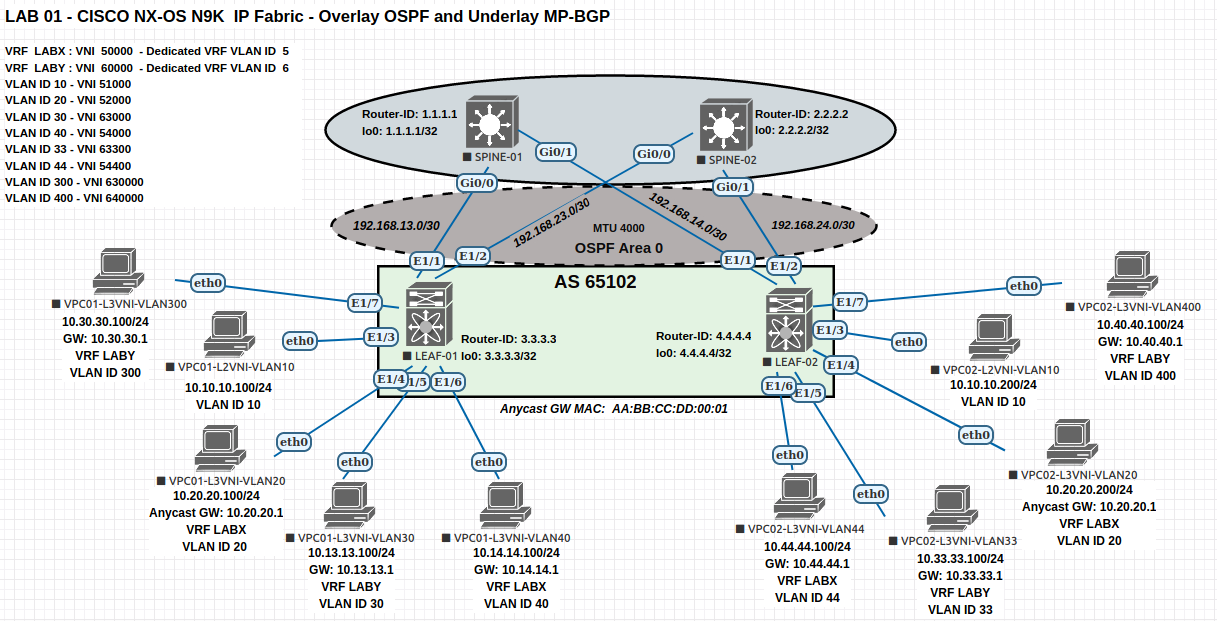 LAB 01 - CISCO NX-OS N9K IP Fabric - Overlay OSPF and Underlay MP-BGP
VRF LABX : VNI 50000 - Dedicated VRF VLAN ID 5
VRF LABY : VNI 60000 - Dedicated VRF VLAN ID 6
VLAN ID 10 - VNI 51000
VLAN ID 20 - VNI 52000
VLAN ID 30 - VNI 63000
VLAN ID 40 - VNI 54000
VLAN ID 33 - VNI 63300
VLAN ID 44 - VNI 54400
VLAN ID 300 - VNI 630000
VLAN ID 400 - VNI 640000
Router-ID: 1.1.1.1
lo0: 1.1.1.1/32
SPINE-01
Router-ID: 2.2.2.2
lo0: 2.2.2.2/32
SPINE-02
Gi0/1
Gi0/0
Gi0/0
Gi0/1
192.168.13.0/30
192.168.23.0/30
192.168.14.0/30
192.168.24.0/30
MTU 4000
OSPF Area 0
E1/1
E1/2
E1/1
E1/2
AS 65102
E1/7
E1/3
E1/4
1/5
E1/6
LEAF-01
Router-ID: 3.3.3.3
lo0: 3.3.3.3/32
Router-ID: 4.4.4.4
lo0: 4.4.4.4/32
LEAF-02
E1/7
E1/3
E1/4
E1/6
E1/5
Anycast GW MAC: AA:BB:CC:DD:00:01
eth0
VPC01-L3VNI-VLAN300
10.30.30.100/24
GW: 10.30.30.1
VRF LABY
VLAN ID 300
eth0
VPC01-L2VNI-VLAN10
10.10.10.100/24
VLAN ID 10
eth0
VPC01-L3VNI-VLAN20
10.20.20.100/24
Anycast GW: 10.20.20.1
VRF LABX
VLAN ID 20
eth0
VPC01-L3VNI-VLAN30
10.13.13.100/24
GW: 10.13.13.1
VRF LABY
VLAN ID 30
eth0
VPC01-L3VNI-VLAN40
10.14.14.100/24
GW: 10.14.14.1
VRF LABX
VLAN ID 40
eth0
VPC02-L3VNI-VLAN44
10.44.44.100/24
GW: 10.44.44.1
VRF LABX
VLAN ID 44
eth0
VPC02-L3VNI-VLAN33
10.33.33.100/24
GW: 10.33.33.1
VRF LABY
VLAN ID 33
eth0
VPC02-L3VNI-VLAN20
10.20.20.200/24
Anycast GW: 10.20.20.1
VRF LABX
VLAN ID 20
eth0
VPC02-L2VNI-VLAN10
10.10.10.200/24
VLAN ID 10
eth0
VPC02-L3VNI-VLAN400
10.40.40.100/24
GW: 10.40.40.1
VRF LABY
VLAN ID 400